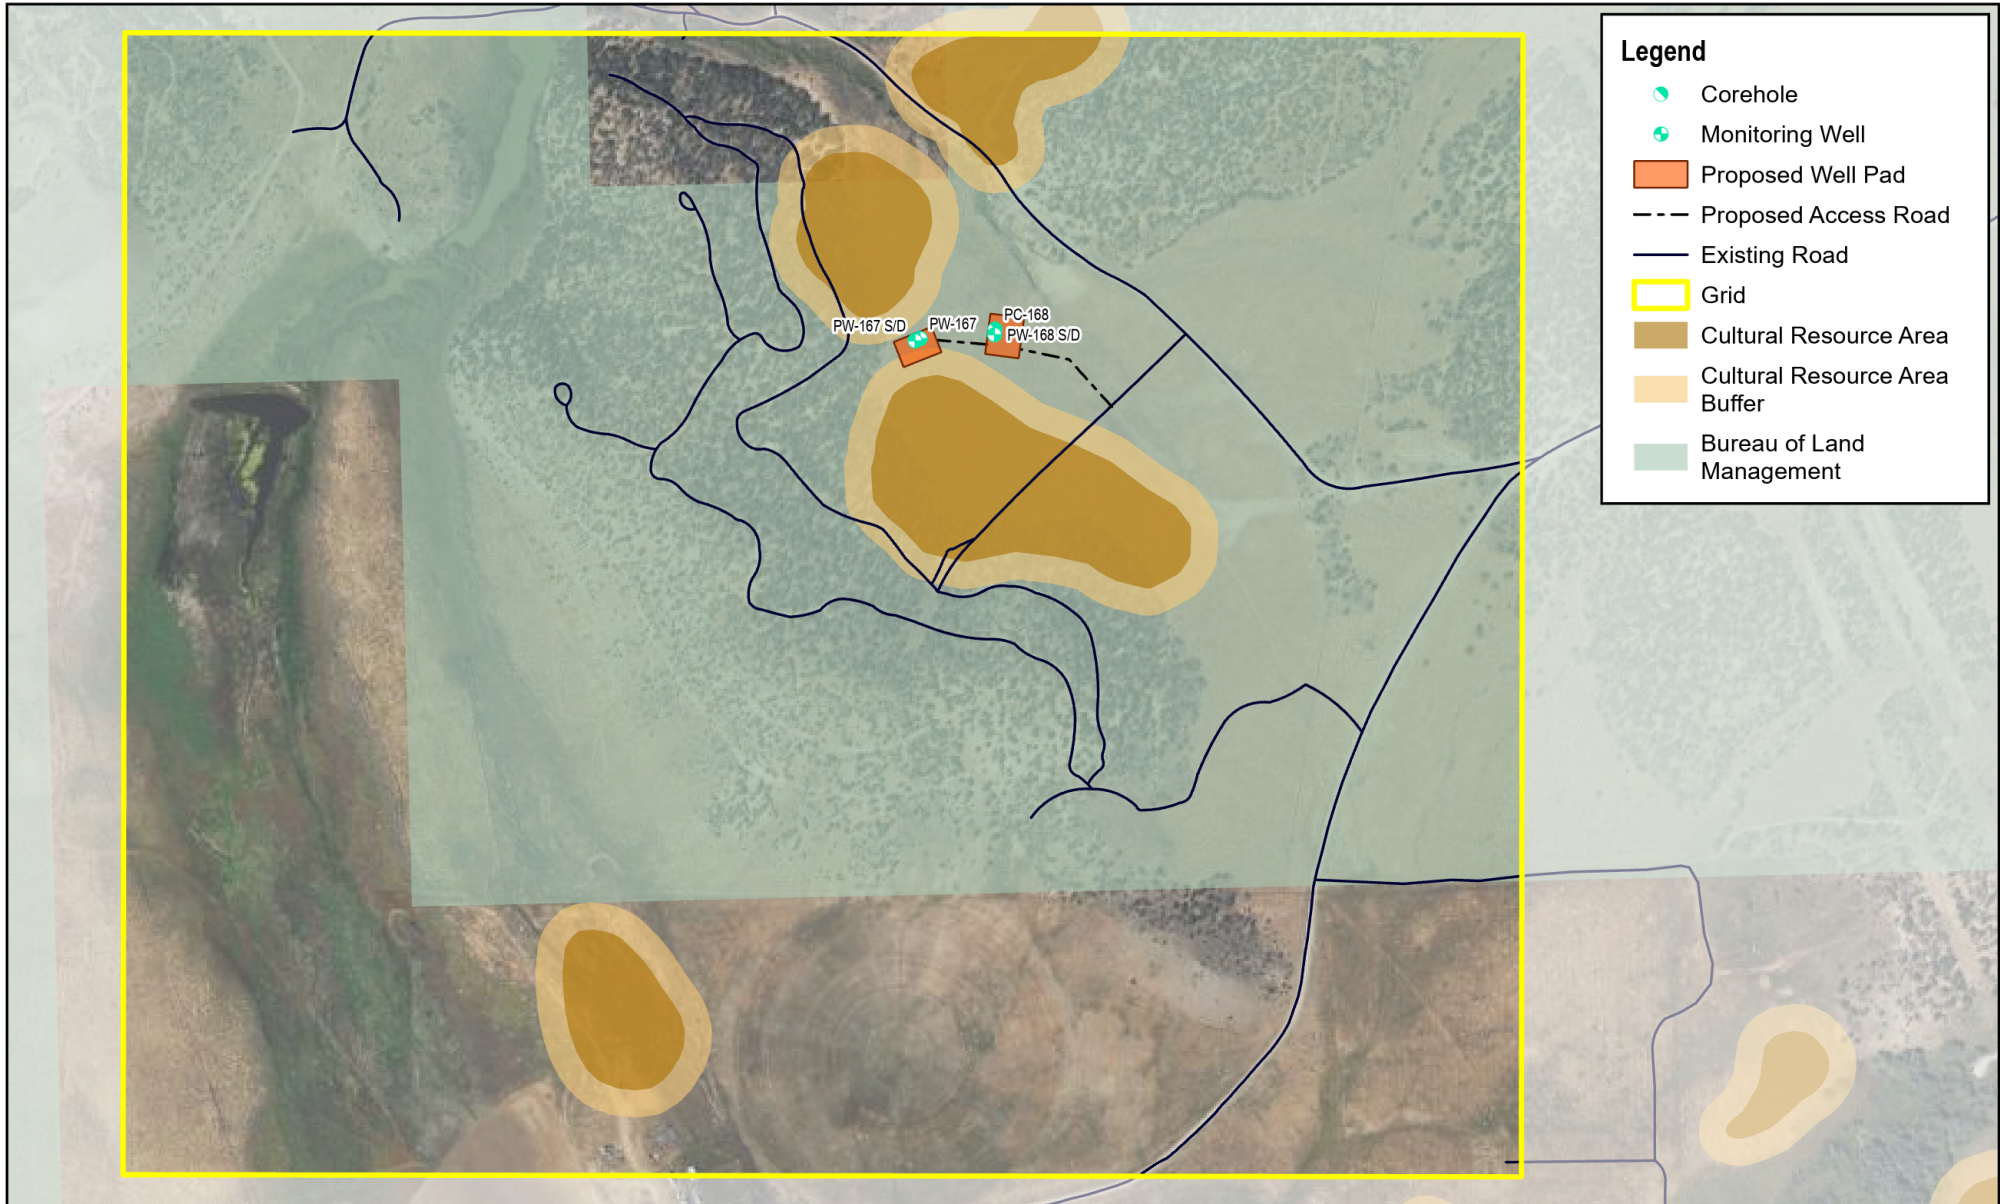 Legend
Corehole
Monitoring Well
Proposed Well Pad
Proposed Access Road
Existing Road
Grid
Cultural Resource Area
Cultural Resource Area
Buffer
Bureau of Land
Management
PC-168
PW-167 S/D
PW-167
PW-168 S/D